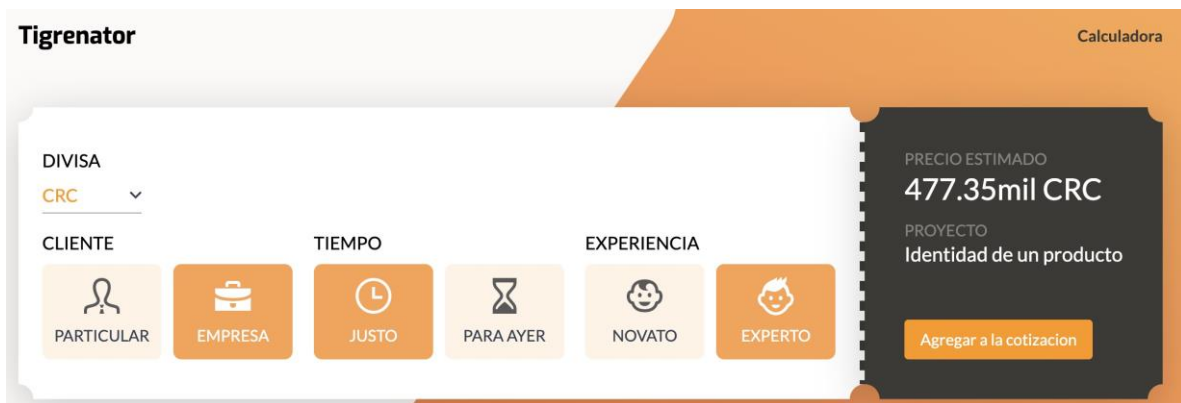 Tigrenator
Calculadora
DIVISA
CRC
CLIENTE
PARTICULAR
EMPRESA
TIEMPO
JUSTO
PARA AYER
EXPERIENCIA
NOVATO
EXPERTO
PRECIO ESTIMADO
477.35mil CRC
PROYECTO
Identidad de un producto
Agregar a la cotizacion